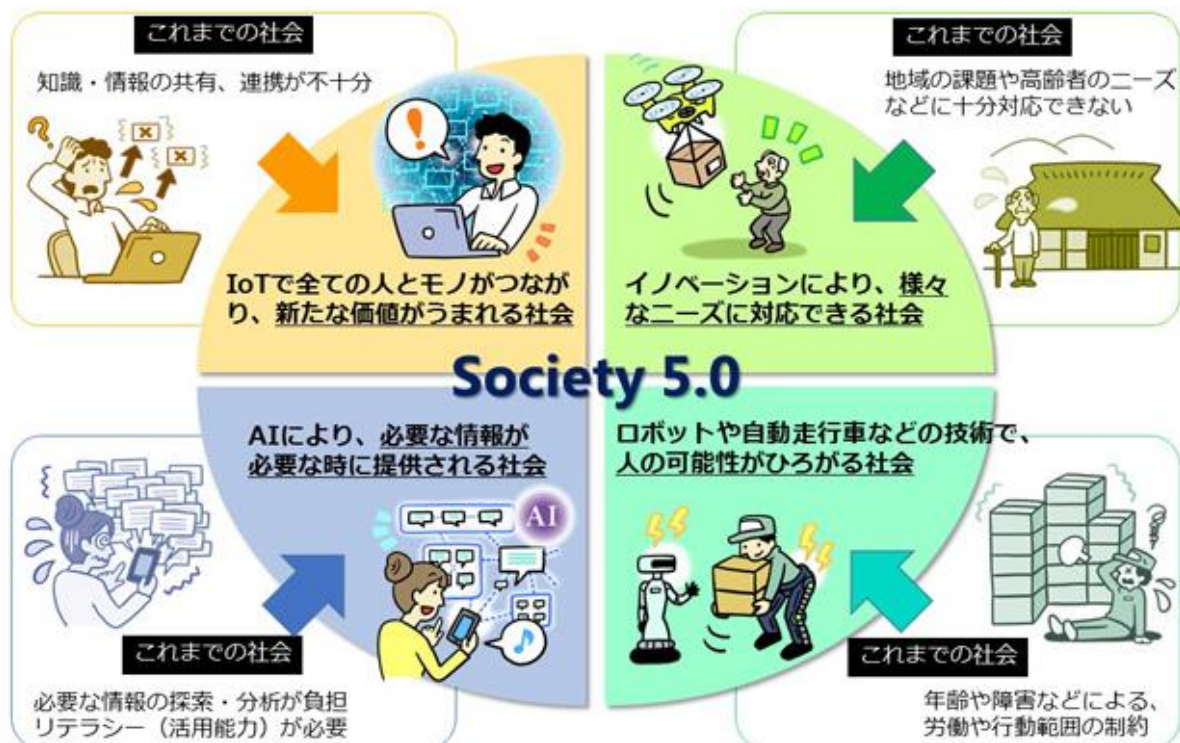 これまでの社会
知識・情報の共有、連携が不十分
?
!
IoTで全ての人とモノがつなが
り、新たな価値がうまれる社会
これまでの社会
地域の課題や高齢者のニーズ
などに十分対応できない
イノベーションにより、様々
なニーズに対応できる社会
Society 5.0
AIにより、必要な情報が
必要な時に提供される社会
AI
これまでの社会
必要な情報の探索・分析が負担
リテラシー（活用能力）が必要
ロボットや自動走行車などの技術で、
人の可能性がひろがる社会
これまでの社会
年齢や障害などによる、
労働や行動範囲の制約